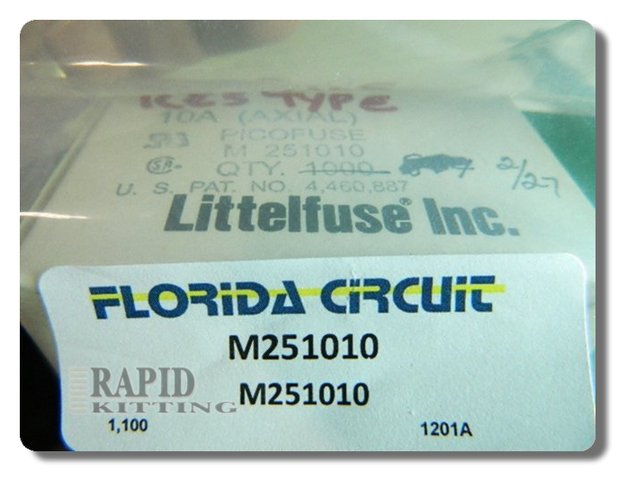 TYPE
10A (AXIAL)
PICOFUSE
M 251010
QTY. 1000 2/27
U. S. PAT. NO. 4,460,887
Littelfuse® Inc.
FLORIDA CIRCUIT
M251010
RAPID
KITTING
M251010
1,100 1201A